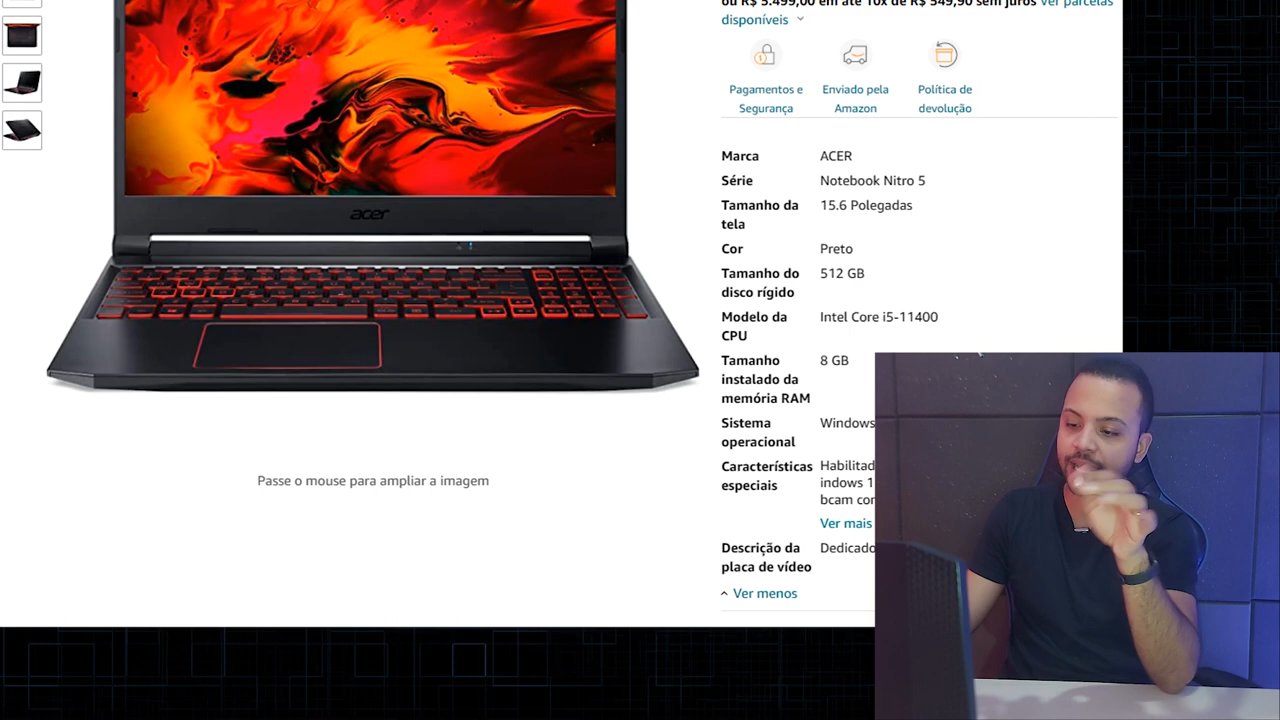 ou R$ 5.499,00 em até 10x de R$ 549,90 sem juros Ver parcelas
disponíveis
Pagamentos e
Segurança
Enviado pela
Amazon
Política de
devolução
Marca ACER
Série Notebook Nitro 5
Tamanho da 15.6 Polegadas
tela
Cor Preto
Tamanho do 512 GB
disco rígido
Modelo da Intel Core i5-11400
CPU
Tamanho 8 GB
instalado da
memória RAM
Sistema Windows
operacional
Características Habilitad
especiais indows 1
bcam con
Ver mais
Descrição da Dedicado
placa de vídeo
Ver menos
acer
Passe o mouse para ampliar a imagem